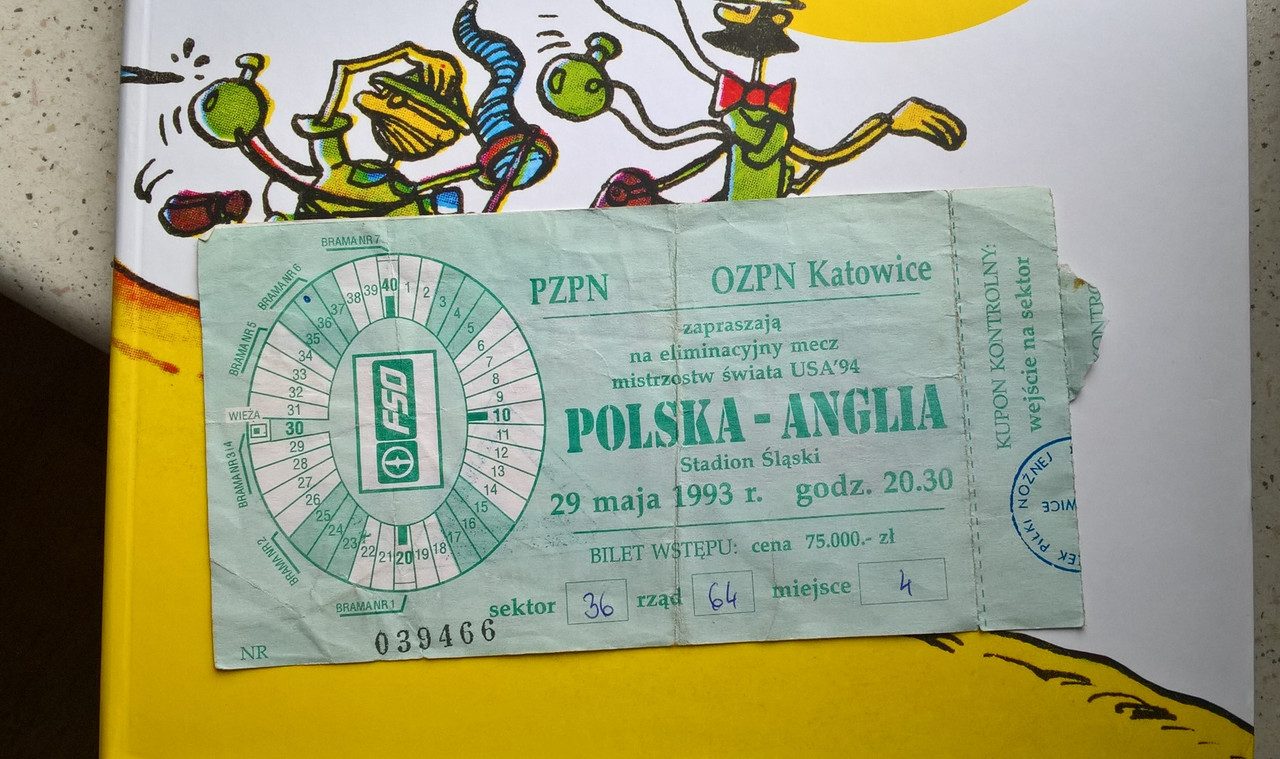 BRAMA NR 7
BRAMA NR 6
BRAMA NR 5
WIEŻA
BRAMA NR 3 i 4
BRAMA NR 2
BRAMA NR 1
40 1 2 3 4 5 6 7 8 9 10 11 12 13 14 15 16 17 18 19 20 21 22 23 24 25 26 27 28 29 30 31 32 33 34 35 36 37 38 39
FSO
PZPN OZPN Katowice
zapraszają
na eliminacyjny mecz
mistrzostw świata USA'94
POLSKA - ANGLIA
Stadion Śląski
29 maja 1993 r. godz. 20.30
BILET WSTĘPU: cena 75.000.- zł
sektor 36 rząd 64 miejsce 4
NR 039466
KUPON KONTROLNY:
wejście na sektor
EK PIŁKI NOŻNEJ
WICE
KONTR